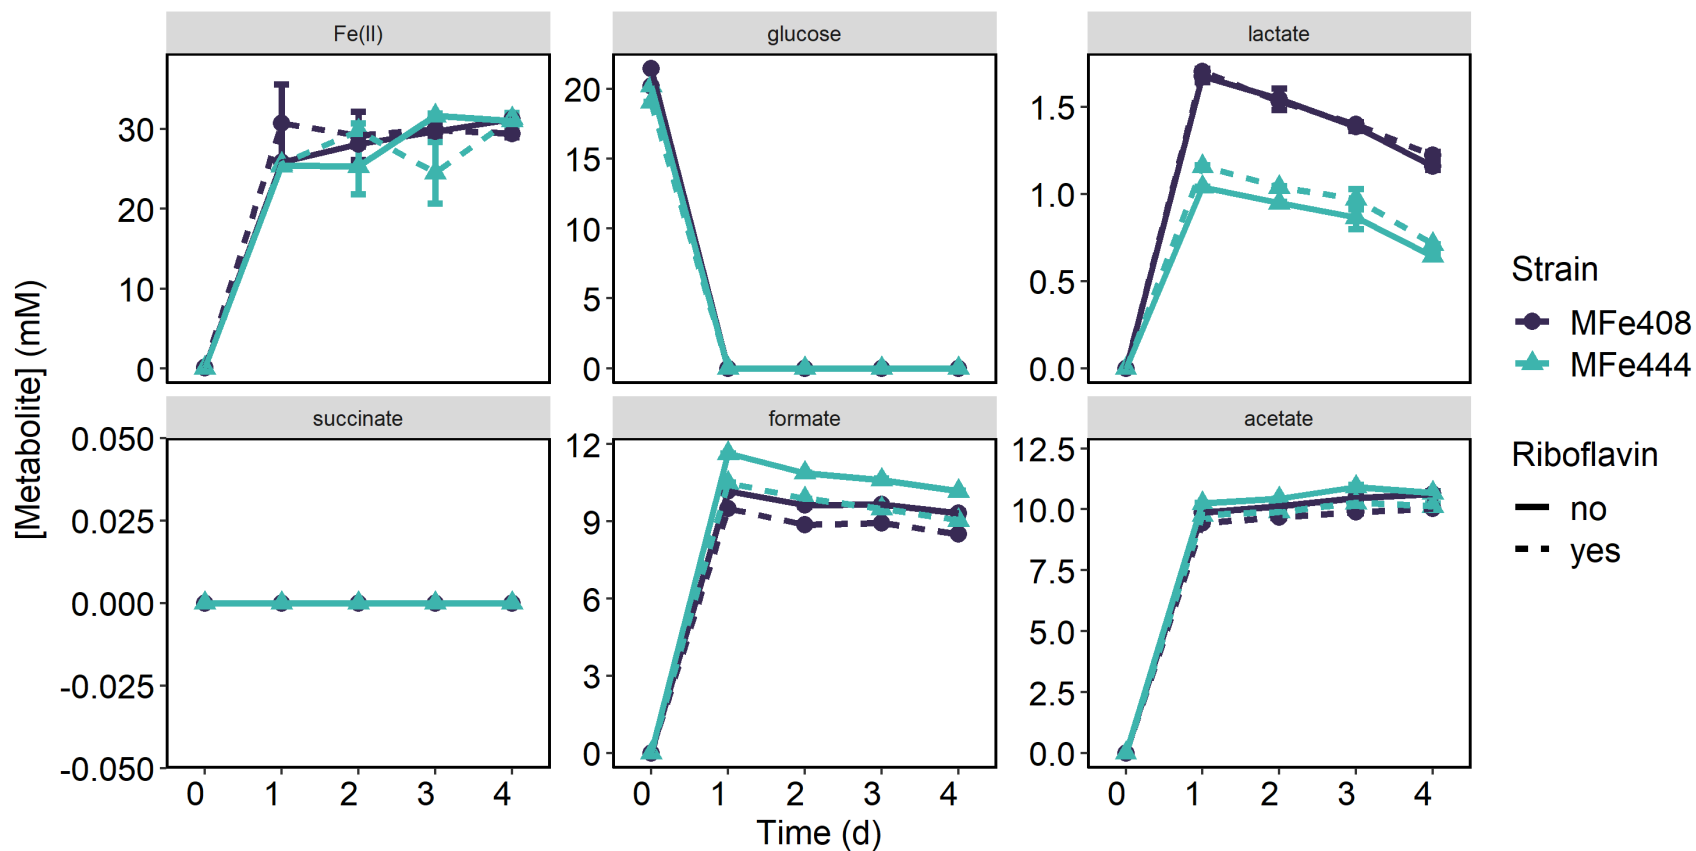 Fe(II)
glucose
lactate
30
20
10
0
20
15
10
5
0
1.5
1.0
0.5
0.0
succinate
formate
acetate
0.050
0.025
0.000
-0.025
-0.050
12
9
6
3
0
12.5
10.0
7.5
5.0
2.5
0.0
0 1 2 3 4
0 1 2 3 4
0 1 2 3 4
Time (d)
[Metabolite] (mM)
Strain
MFe408
MFe444
Riboflavin
no
yes